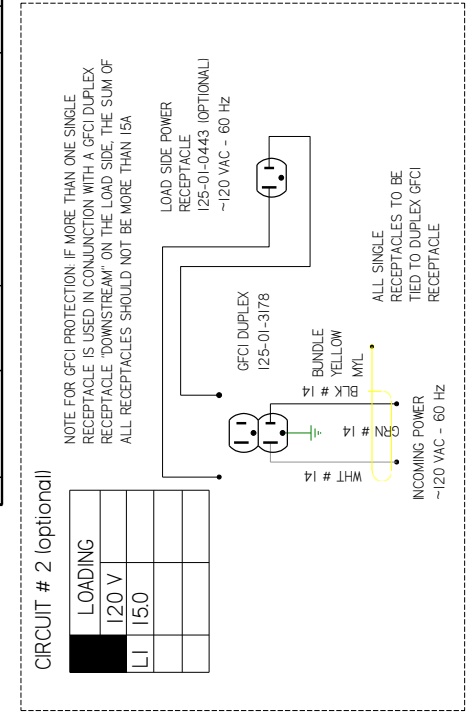 CIRCUIT # 2 (optional)
LOADING
120 V
L1 15.0
NOTE FOR GFCI PROTECTION: IF MORE THAN ONE SINGLE
RECEPTACLE IS USED IN CONJUNCTION WITH A GFCI DUPLEX
RECEPTACLE "DOWNSTREAM" ON THE LOAD SIDE, THE SUM OF
ALL RECEPTACLES SHOULD NOT BE MORE THAN 15A
LOAD SIDE POWER
RECEPTACLE
125-01-0443 (OPTIONAL)
~120 VAC - 60 Hz
GFCI DUPLEX
125-01-3178
BUNDLE
YELLOW
MYL
BLK # 14
GRN # 14
WHT # 14
INCOMING POWER
~120 VAC - 60 Hz
ALL SINGLE
RECEPTACLES TO BE
TIED TO DUPLEX GFCI
RECEPTACLE